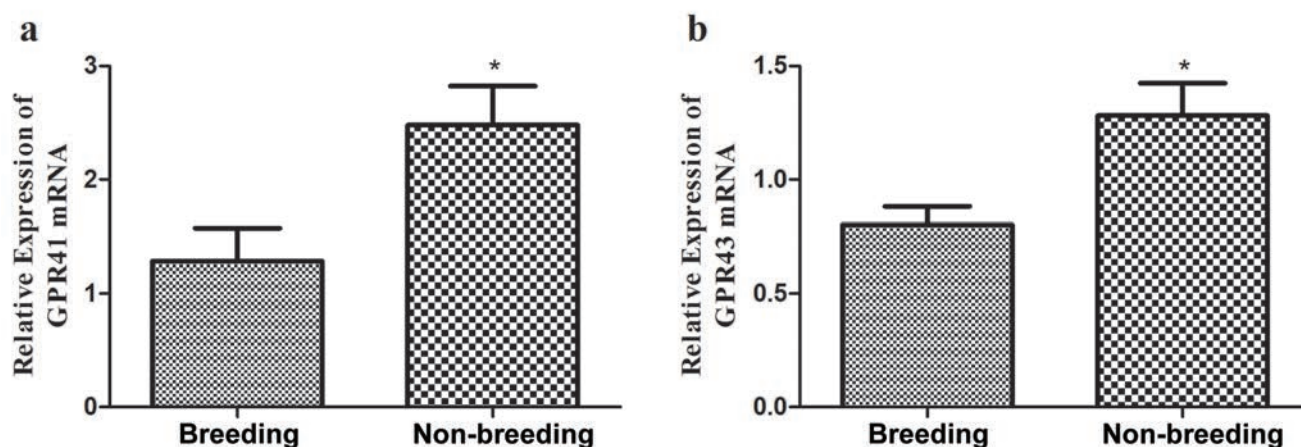 a
Relative Expression of
GPR41 mRNA
3
2
1
0
*
Breeding
Non-breeding
b
Relative Expression of
GPR43 mRNA
1.5
1.0
0.5
0.0
*
Breeding
Non-breeding